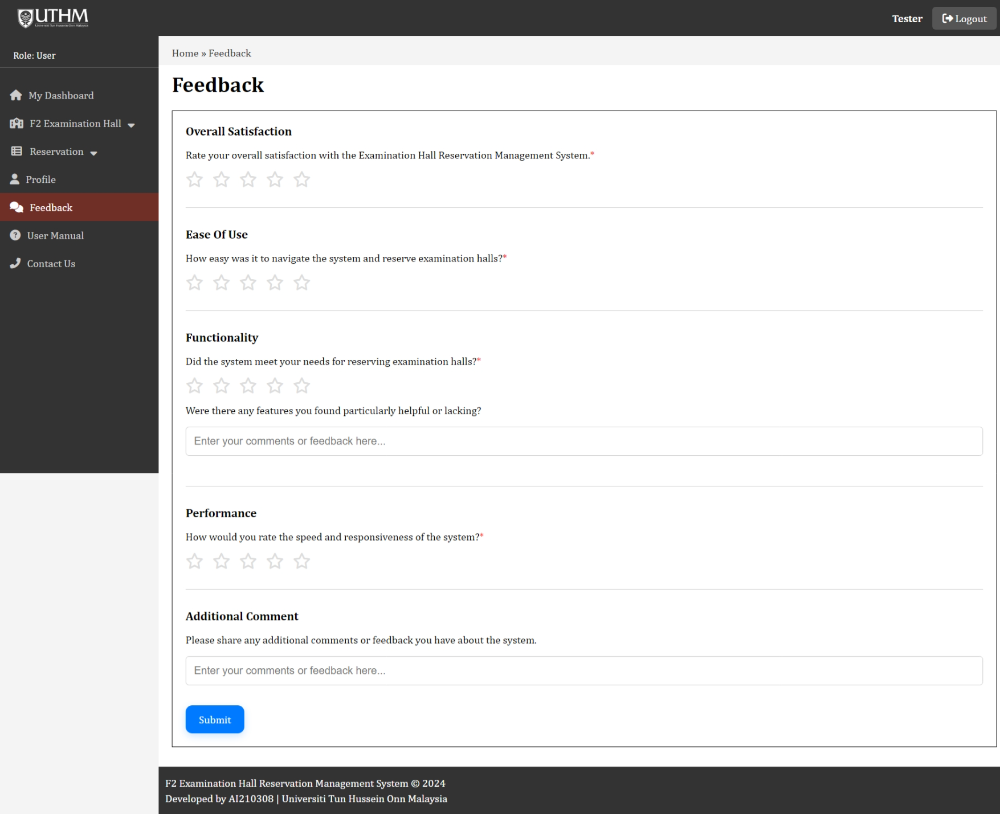 UTHM
Universiti Tun Hussein Onn Malaysia
Tester
Logout
Role: User
Home » Feedback
My Dashboard
F2 Examination Hall
Reservation
Profile
Feedback
User Manual
Contact Us
Feedback
Overall Satisfaction
Rate your overall satisfaction with the Examination Hall Reservation Management System.*
Ease Of Use
How easy was it to navigate the system and reserve examination halls?*
Functionality
Did the system meet your needs for reserving examination halls?*
Were there any features you found particularly helpful or lacking?
Enter your comments or feedback here...
Performance
How would you rate the speed and responsiveness of the system?*
Additional Comment
Please share any additional comments or feedback you have about the system.
Enter your comments or feedback here...
Submit
F2 Examination Hall Reservation Management System © 2024
Developed by AI210308 | Universiti Tun Hussein Onn Malaysia